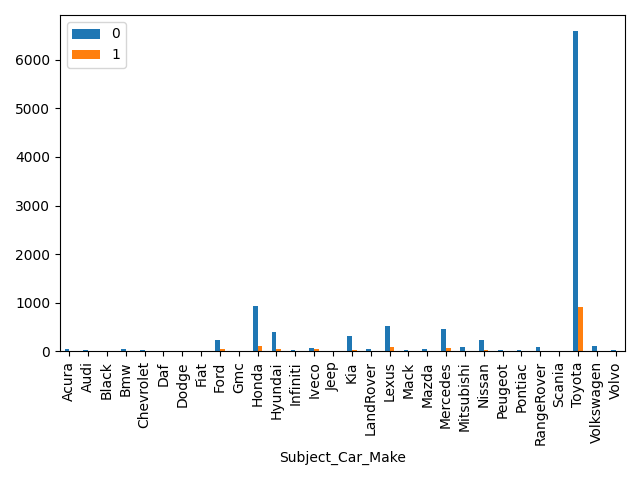 0
1
6000
5000
4000
3000
2000
1000
0
Acura
Audi
Black
Bmw
Chevrolet
Daf
Dodge
Fiat
Ford
Gmc
Honda
Hyundai
Infiniti
Iveco
Jeep
Kia
LandRover
Lexus
Mack
Mazda
Mercedes
Mitsubishi
Nissan
Peugeot
Pontiac
RangeRover
Scania
Toyota
Volkswagen
Volvo
Subject_Car_Make